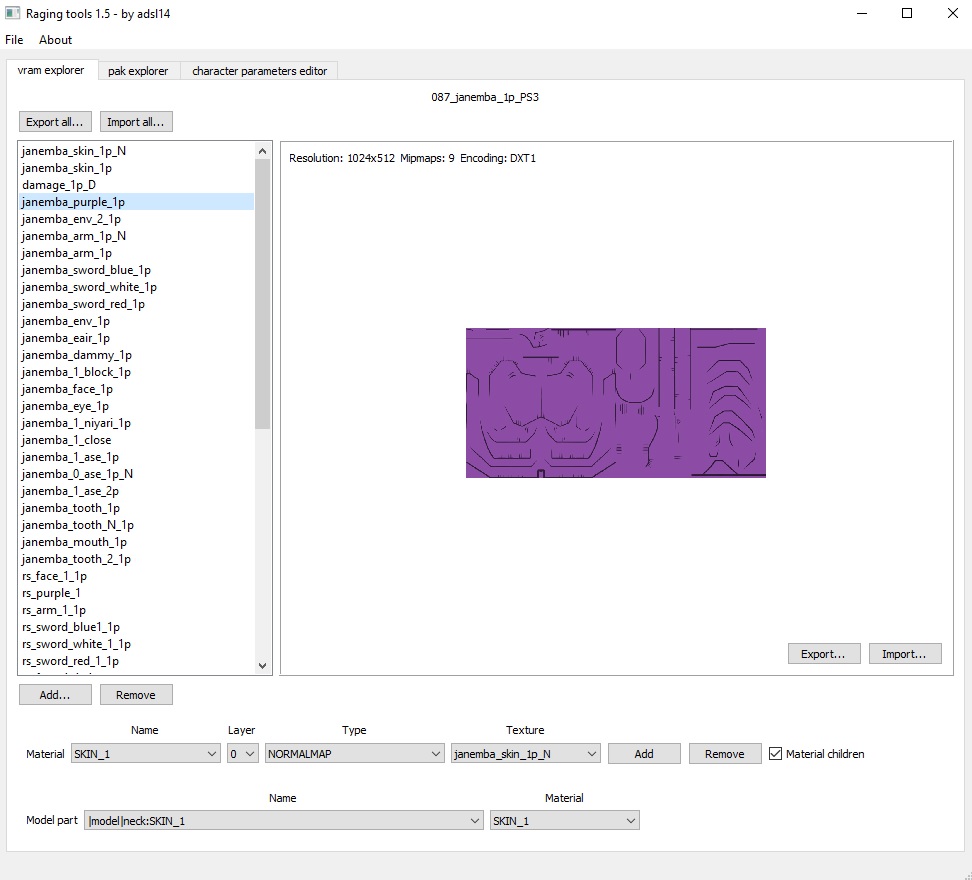 Raging tools 1.5 - by adsl14
File About
vram explorer pak explorer character parameters editor
087_janemba_1p_PS3
Export all... Import all...
janemba_skin_1p_N
janemba_skin_1p
damage_1p_D
janemba_purple_1p
janemba_env_2_1p
janemba_arm_1p_N
janemba_arm_1p
janemba_sword_blue_1p
janemba_sword_white_1p
janemba_sword_red_1p
janemba_env_1p
janemba_eair_1p
janemba_dammy_1p
janemba_1_block_1p
janemba_face_1p
janemba_eye_1p
janemba_1_niyari_1p
janemba_1_close
janemba_1_ase_1p
janemba_0_ase_1p_N
janemba_1_ase_2p
janemba_tooth_1p
janemba_tooth_N_1p
janemba_mouth_1p
janemba_tooth_2_1p
rs_face_1_1p
rs_purple_1
rs_arm_1_1p
rs_sword_blue1_1p
rs_sword_white_1_1p
rs_sword_red_1_1p
Resolution: 1024x512 Mipmaps: 9 Encoding: DXT1
Export... Import...
Add... Remove
Name Layer Type Texture
Material SKIN_1 0 NORMALMAP janemba_skin_1p_N Add Remove Material children
Name Material
Model part |model|neck:SKIN_1 SKIN_1